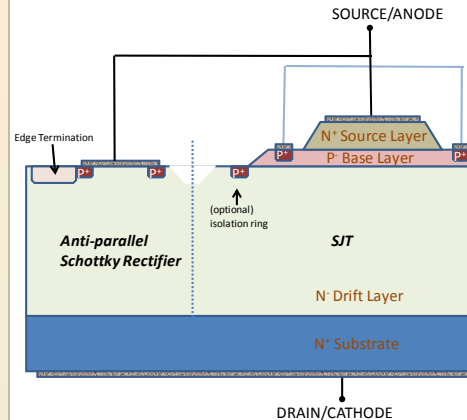 SOURCE/ANODE
Edge Termination
N⁺ Source Layer
P⁻ Base Layer
P⁺
P⁺
P⁺
P⁺
P⁺
(optional)
isolation ring
Anti-parallel
Schottky Rectifier
SJT
N⁻ Drift Layer
N⁺ Substrate
DRAIN/CATHODE